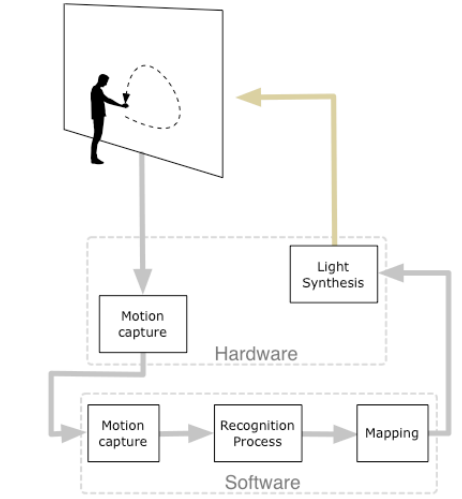 Light
Synthesis
Motion
capture
Hardware
Motion
capture
Recognition
Process
Mapping
Software